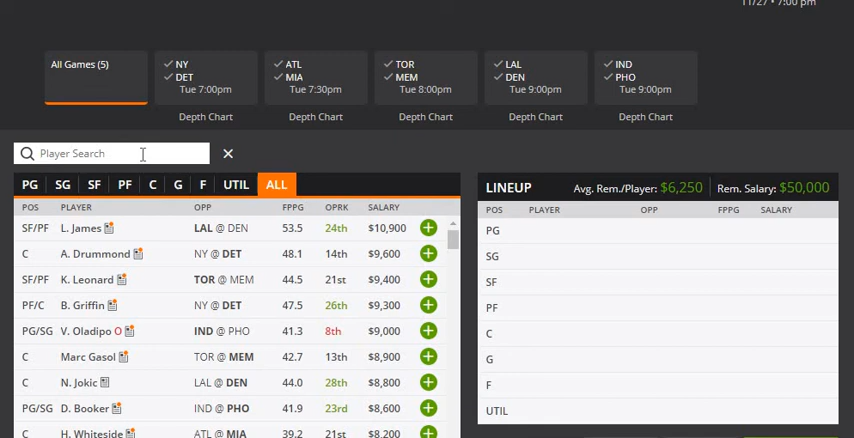 11/27 • 7:00 pm
All Games (5)
NY
DET
Tue 7:00pm
Depth Chart
ATL
MIA
Tue 7:30pm
Depth Chart
TOR
MEM
Tue 8:00pm
Depth Chart
LAL
DEN
Tue 9:00pm
Depth Chart
IND
PHO
Tue 9:00pm
Depth Chart
Player Search
PG SG SF PF C G F UTIL ALL
POS PLAYER OPP FPPG OPRK SALARY
SF/PF L. James LAL @ DEN 53.5 24th $10,900
C A. Drummond NY @ DET 48.1 14th $9,600
SF/PF K. Leonard TOR @ MEM 44.5 21st $9,400
PF/C B. Griffin NY @ DET 47.5 26th $9,300
PG/SG V. Oladipo O IND @ PHO 41.3 8th $9,000
C Marc Gasol TOR @ MEM 42.7 13th $8,900
C N. Jokic LAL @ DEN 44.0 28th $8,800
PG/SG D. Booker IND @ PHO 41.9 23rd $8,600
C H. Whiteside ATL @ MIA 39.2 21st $8,200
LINEUP Avg. Rem./Player: $6,250 Rem. Salary: $50,000
POS PLAYER OPP FPPG SALARY
PG
SG
SF
PF
C
G
F
UTIL